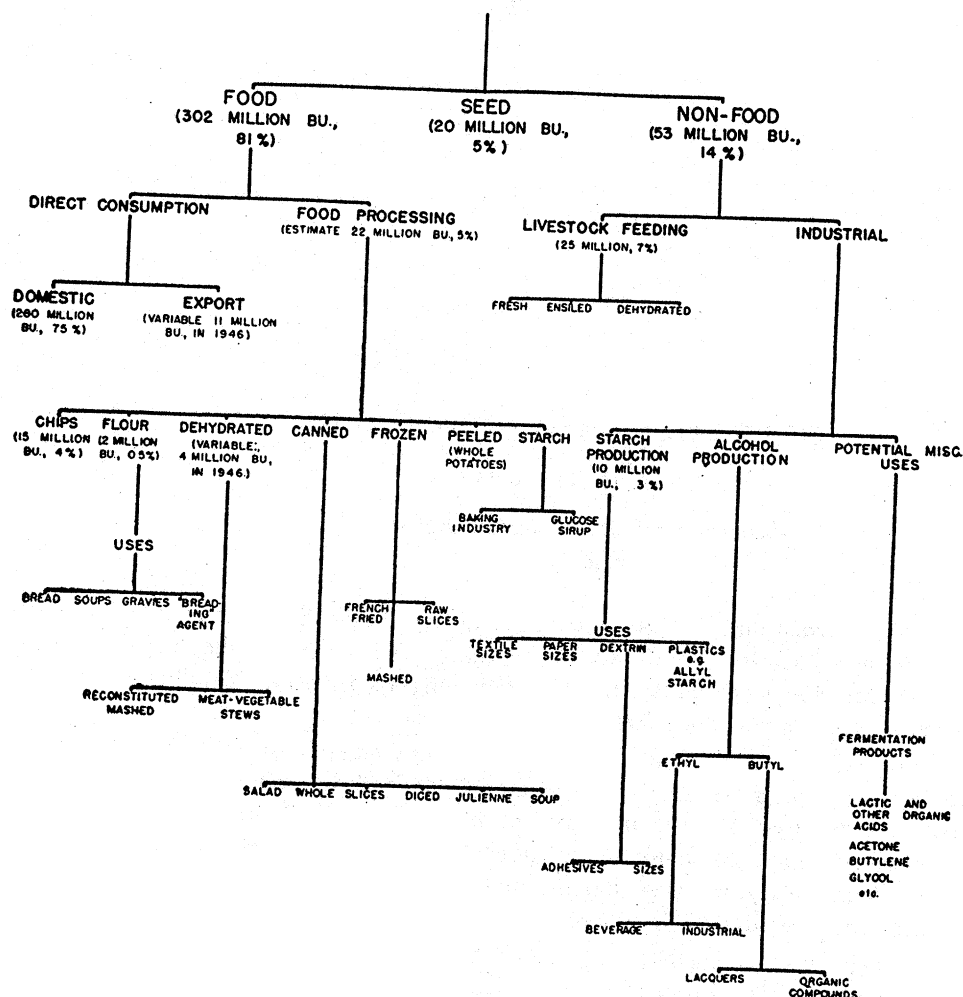 FOOD
(302 MILLION BU.,
81%)
SEED
(20 MILLION BU.,
5%)
NON-FOOD
(53 MILLION BU.,
14%)
DIRECT CONSUMPTION
FOOD PROCESSING
(ESTIMATE 22 MILLION BU., 5%)
LIVESTOCK FEEDING
(25 MILLION, 7%)
INDUSTRIAL
DOMESTIC
(260 MILLION
BU., 75%)
EXPORT
(VARIABLE 11 MILLION
BU., IN 1946)
FRESH
ENSILED
DEHYDRATED
CHIPS
(15 MILLION
BU., 4%)
FLOUR
(2 MILLION
BU., 0.5%)
DEHYDRATED
(VARIABLE;
4 MILLION BU,
IN 1946.)
CANNED
FROZEN
PEELED
(WHOLE
POTATOES)
STARCH
STARCH
PRODUCTION
(10 MILLION
BU., 3%)
ALCOHOL
PRODUCTION
POTENTIAL MISC.
USES
BAKING
INDUSTRY
GLUCOSE
SIRUP
USES
BREAD
SOUPS
GRAVIES
"BREAD-
ING"
AGENT
FRENCH
FRIED
RAW
SLICES
MASHED
USES
TEXTILE
SIZES
PAPER
SIZES
DEXTRIN
PLASTICS
e.g.
ALLYL
STARCH
RECONSTITUTED
MASHED
MEAT-VEGETABLE
STEWS
FERMENTATION
PRODUCTS
ETHYL
BUTYL
SALAD
WHOLE
SLICES
DICED
JULIENNE
SOUP
LACTIC AND
OTHER ORGANIC
ACIDS
ACETONE
BUTYLENE
GLYCOL
etc.
ADHESIVES
SIZES
BEVERAGE
INDUSTRIAL
LACQUERS
ORGANIC
COMPOUNDS